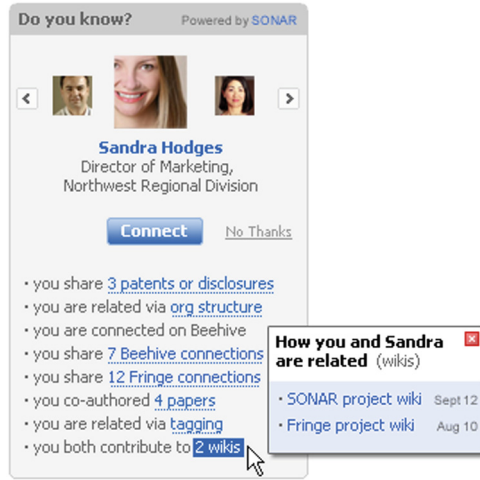 Do you know? Powered by SONAR
Sandra Hodges
Director of Marketing,
Northwest Regional Division
Connect No Thanks
• you share 3 patents or disclosures
• you are related via org structure
• you are connected on Beehive
• you share 7 Beehive connections
• you share 12 Fringe connections
• you co-authored 4 papers
• you are related via tagging
• you both contribute to 2 wikis
How you and Sandra
are related (wikis)
• SONAR project wiki Sept 12
• Fringe project wiki Aug 10